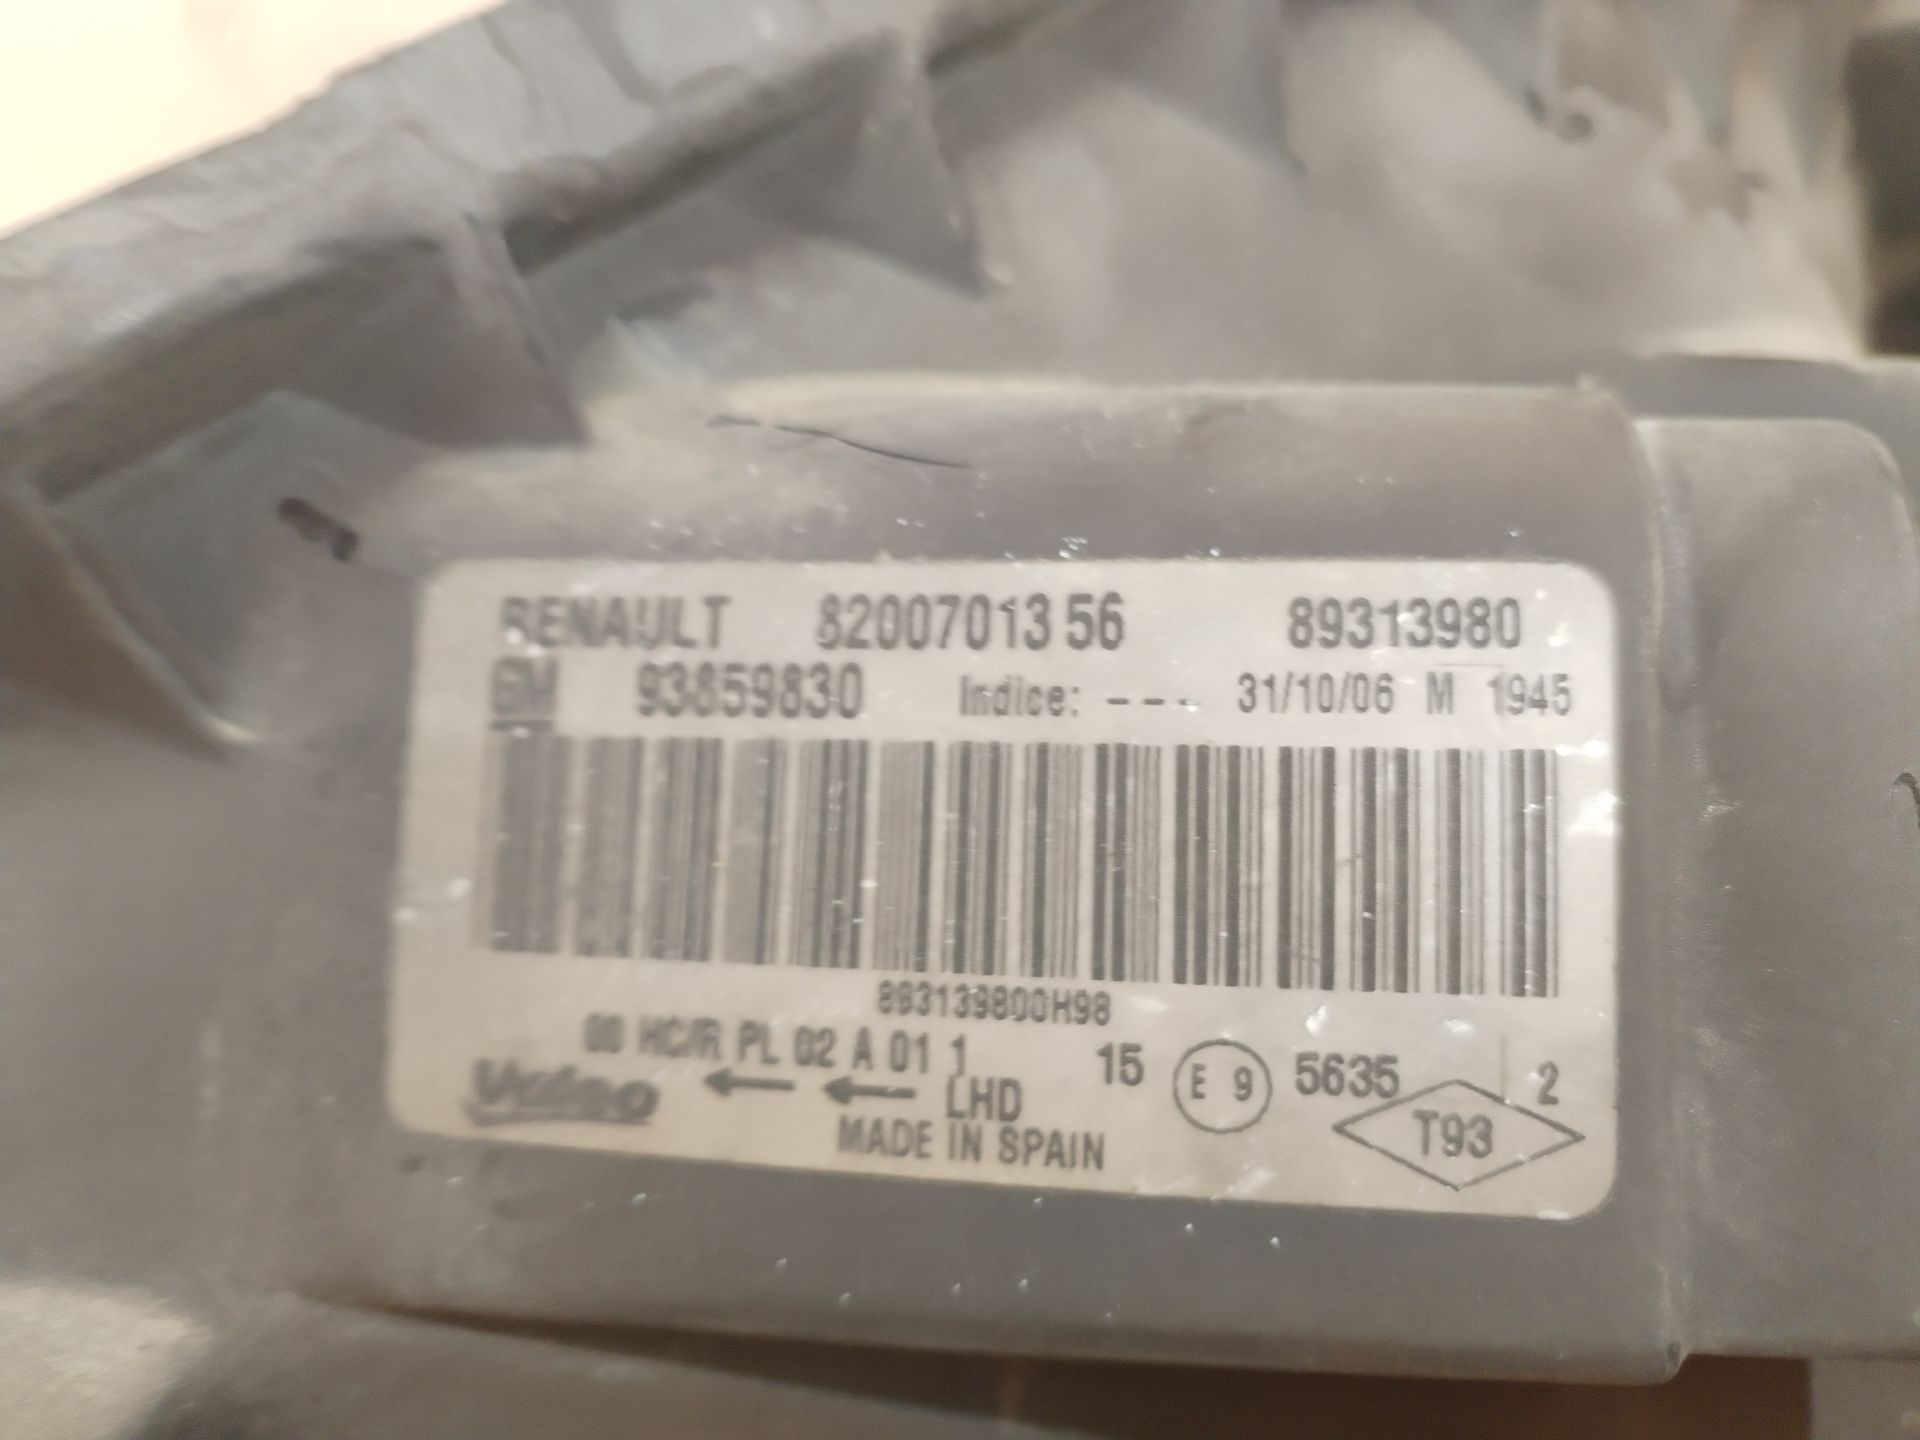 RENAULT 8200701356 89313980
GM 93859830 Indice: --- 31/10/06 M 1945
893139800H98
00 HC/R PL 02 A 01 1 15 E 9 5635 2
Valeo ← ← LHD T93
MADE IN SPAIN